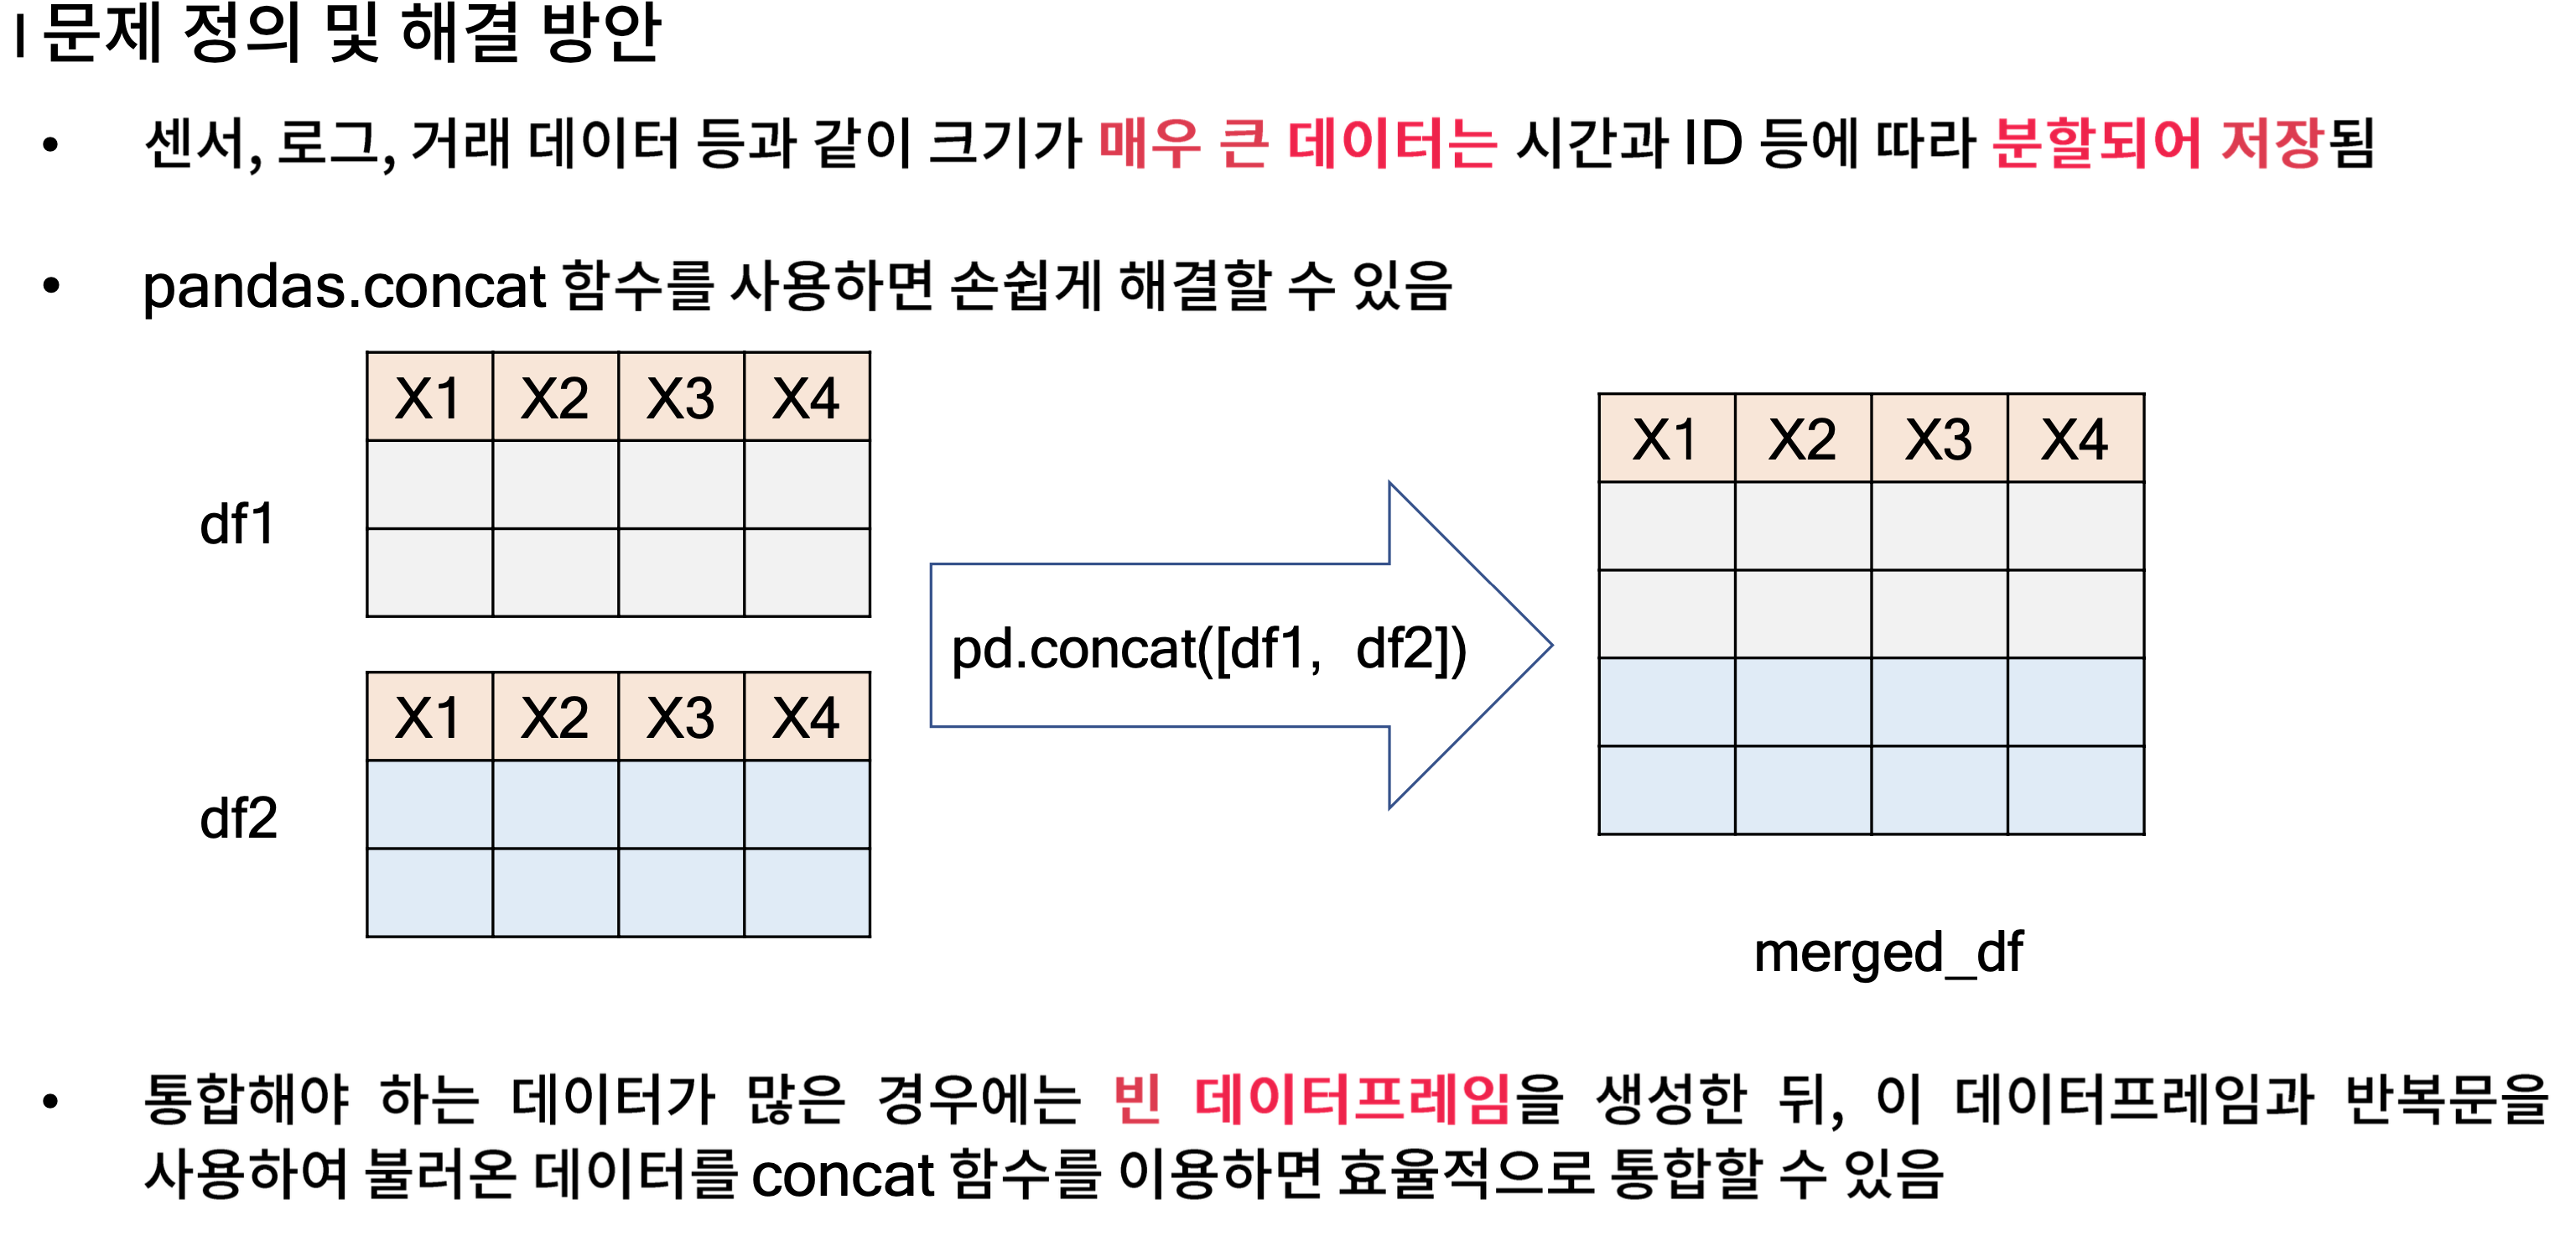 문제 정의 및 해결 방안
• 센서, 로그, 거래 데이터 등과 같이 크기가 매우 큰 데이터는 시간과 ID 등에 따라 분할되어 저장됨
• pandas.concat 함수를 사용하면 손쉽게 해결할 수 있음
X1 X2 X3 X4
df1
X1 X2 X3 X4
df2
pd.concat([df1, df2])
X1 X2 X3 X4
merged_df
• 통합해야 하는 데이터가 많은 경우에는 빈 데이터프레임을 생성한 뒤, 이 데이터프레임과 반복문을
사용하여 불러온 데이터를 concat 함수를 이용하면 효율적으로 통합할 수 있음